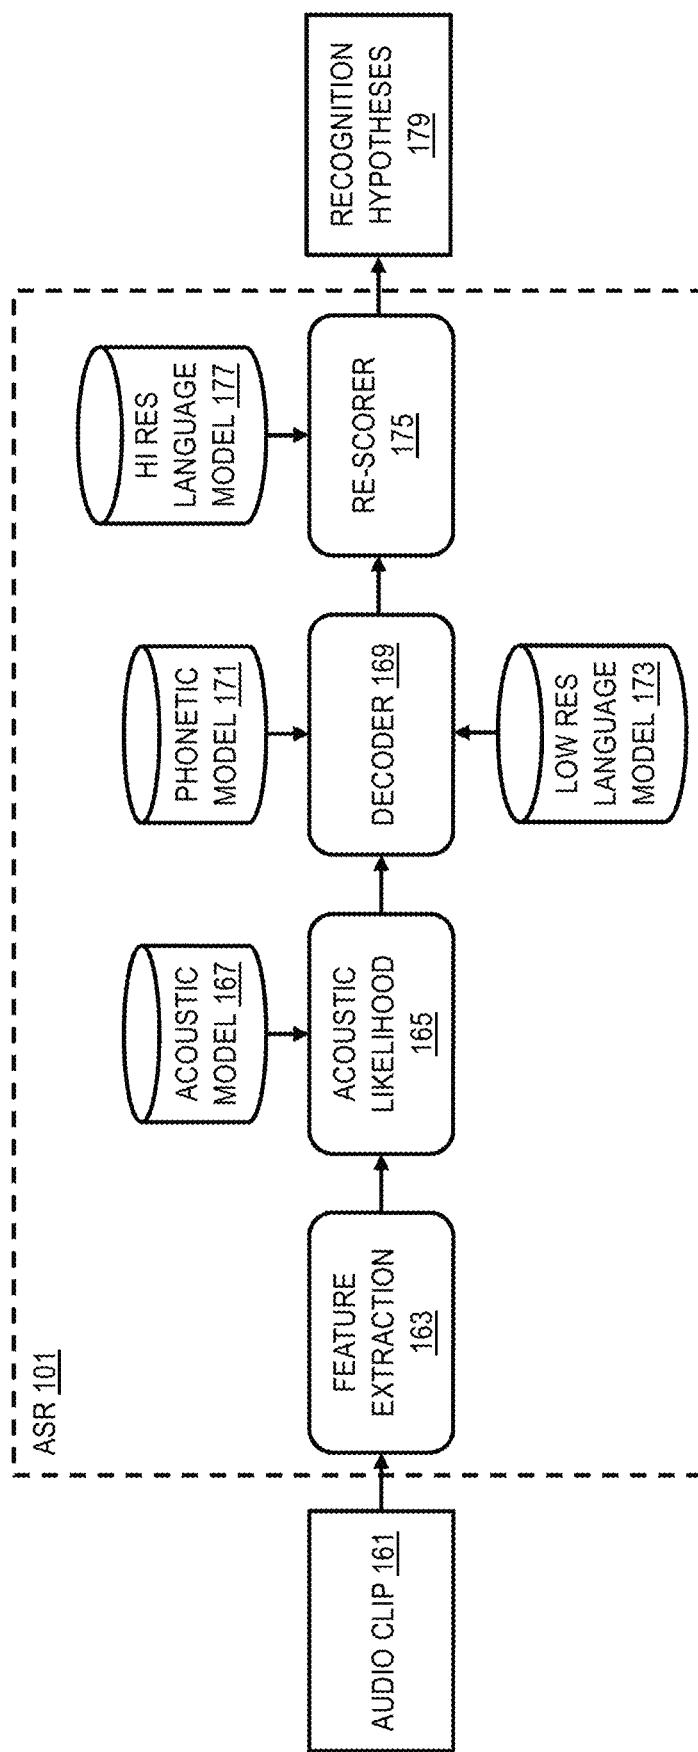 ASR 101
AUDIO CLIP 161
FEATURE
EXTRACTION
163
ACOUSTIC
LIKELIHOOD
165
ACOUSTIC
MODEL 167
DECODER 169
PHONETIC
MODEL 171
LOW RES
LANGUAGE
MODEL 173
RE-SCORER
175
HI RES
LANGUAGE
MODEL 177
RECOGNITION
HYPOTHESES
179